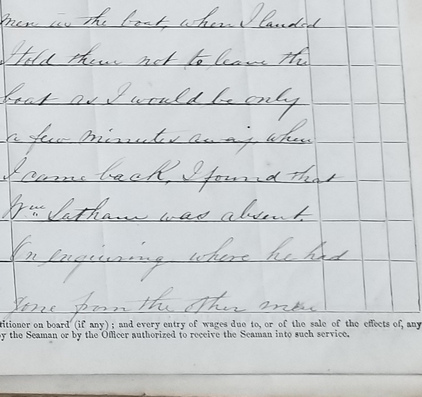 men in the boat, when I landed
I told them not to leave the
boat as I would be only
a few minutes away, when
I came back, I found that
Wm. Latham was absent.
On enquiring where he had
gone from the other men
titioner on board (if any); and every entry of wages due to, or of the sale of the effects of, any
by the Seaman or by the Officer authorized to receive the Seaman into such service.